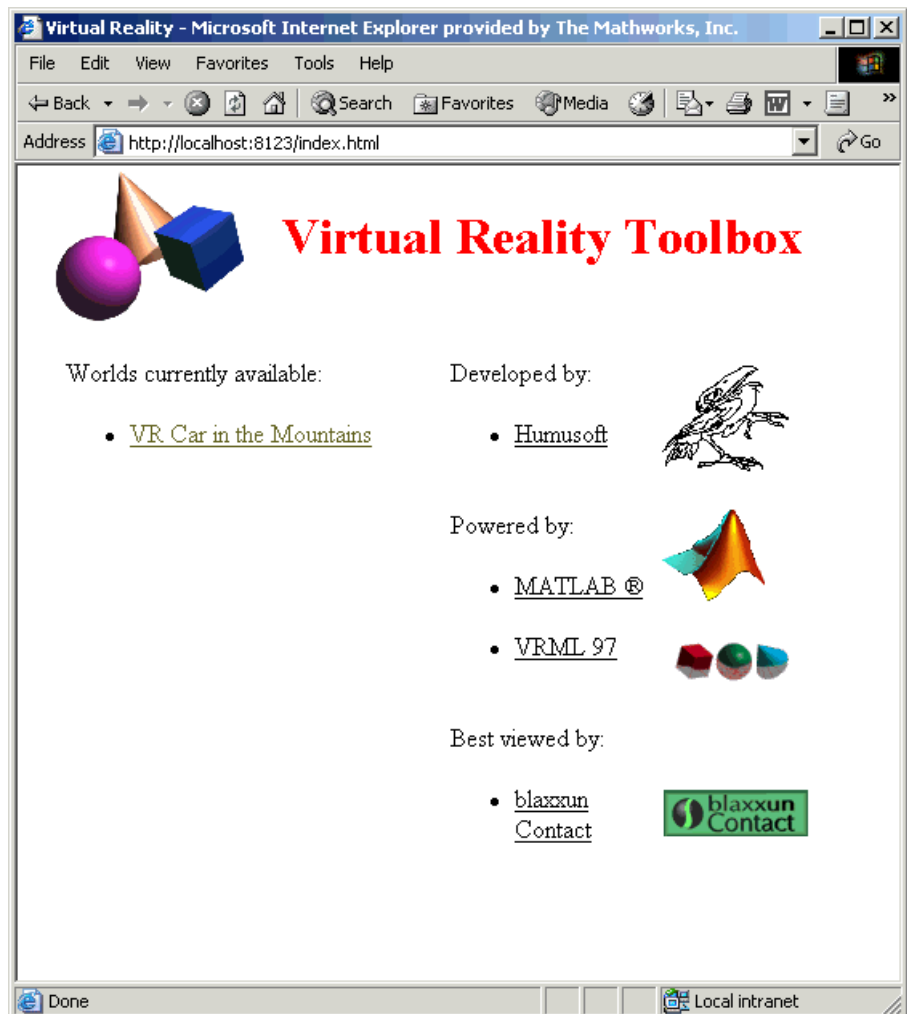 Virtual Reality - Microsoft Internet Explorer provided by The Mathworks, Inc.
File Edit View Favorites Tools Help
Back Search Favorites Media »
Address http://localhost:8123/index.html Go
Virtual Reality Toolbox
Worlds currently available:
• VR Car in the Mountains
Developed by:
• Humusoft
Powered by:
• MATLAB ®
• VRML 97
Best viewed by:
• blaxxun
Contact
blaxxun
Contact
Done Local intranet